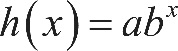 h(x) = ab^x